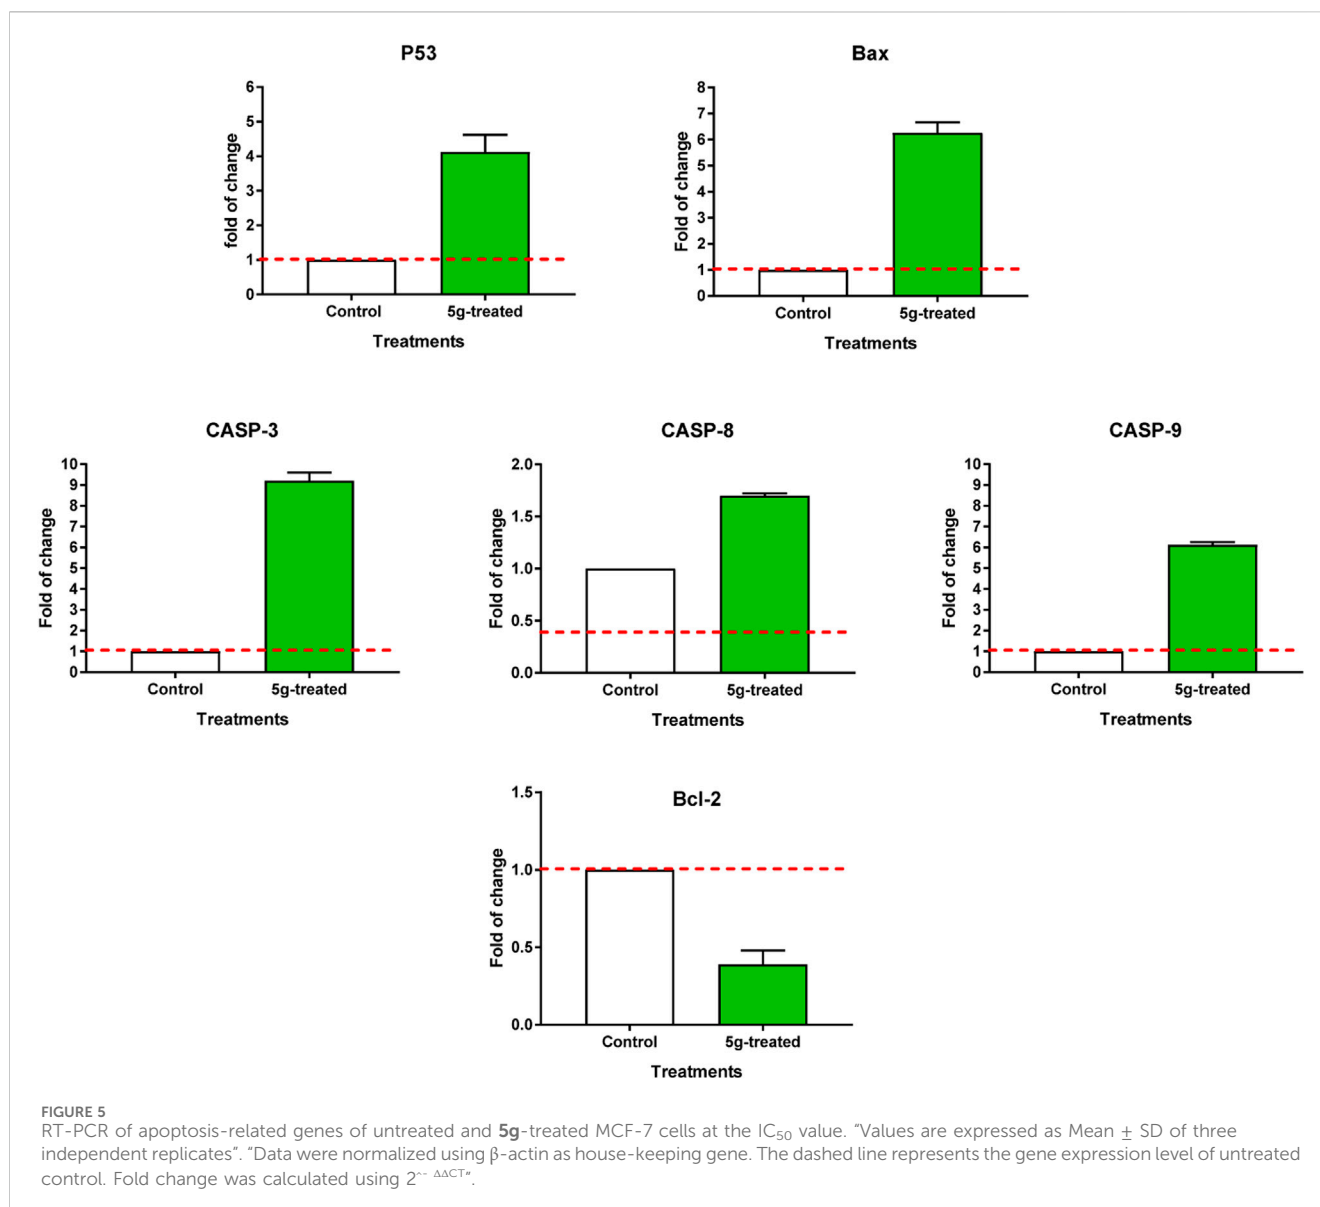 P53
6
5
4
3
2
1
0
fold of change
Control
5g-treated
Treatments
Bax
8
7
6
5
4
3
2
1
0
Fold of change
Control
5g-treated
Treatments
CASP-3
10
9
8
7
6
5
4
3
2
1
0
Fold of change
Control
5g-treated
Treatments
CASP-8
2.0
1.5
1.0
0.5
0.0
Fold of change
Control
5g-treated
Treatments
CASP-9
10
9
8
7
6
5
4
3
2
1
0
Fold of change
Control
5g-treated
Treatments
Bcl-2
1.5
1.0
0.5
0.0
Fold of change
Control
5g-treated
Treatments
FIGURE 5
RT-PCR of apoptosis-related genes of untreated and 5g-treated MCF-7 cells at the IC50 value. “Values are expressed as Mean ± SD of three
independent replicates”. “Data were normalized using β-actin as house-keeping gene. The dashed line represents the gene expression level of untreated
control. Fold change was calculated using 2^- ΔΔCT”.